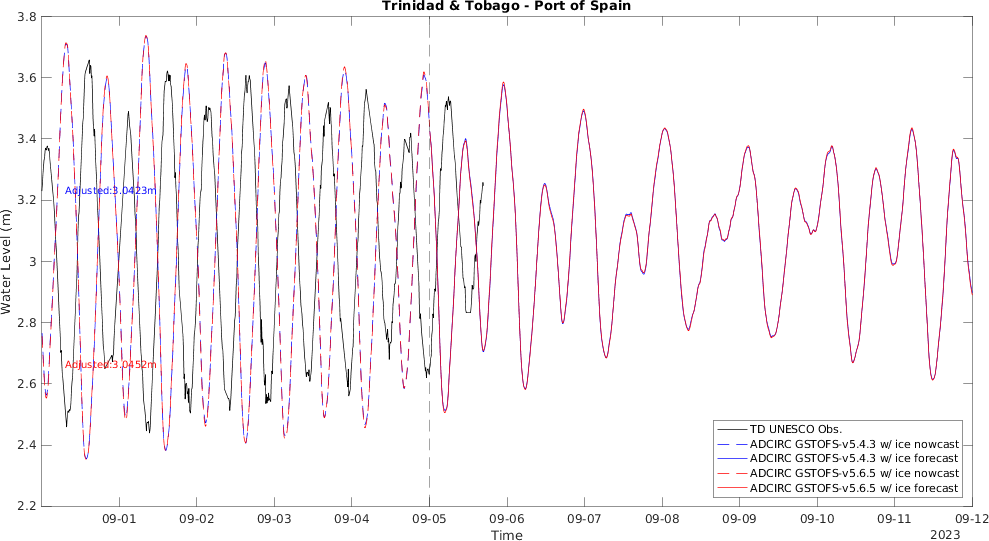 Trinidad & Tobago - Port of Spain
3.8
3.6
3.4
3.2
3
2.8
2.6
2.4
2.2
Water Level (m)
Adjusted:3.0423m
Adjusted:3.0452m
TD UNESCO Obs.
ADCIRC GSTOFS-v5.4.3 w/ ice nowcast
ADCIRC GSTOFS-v5.4.3 w/ ice forecast
ADCIRC GSTOFS-v5.6.5 w/ ice nowcast
ADCIRC GSTOFS-v5.6.5 w/ ice forecast
09-01 09-02 09-03 09-04 09-05 09-06 09-07 09-08 09-09 09-10 09-11 09-12
Time
2023